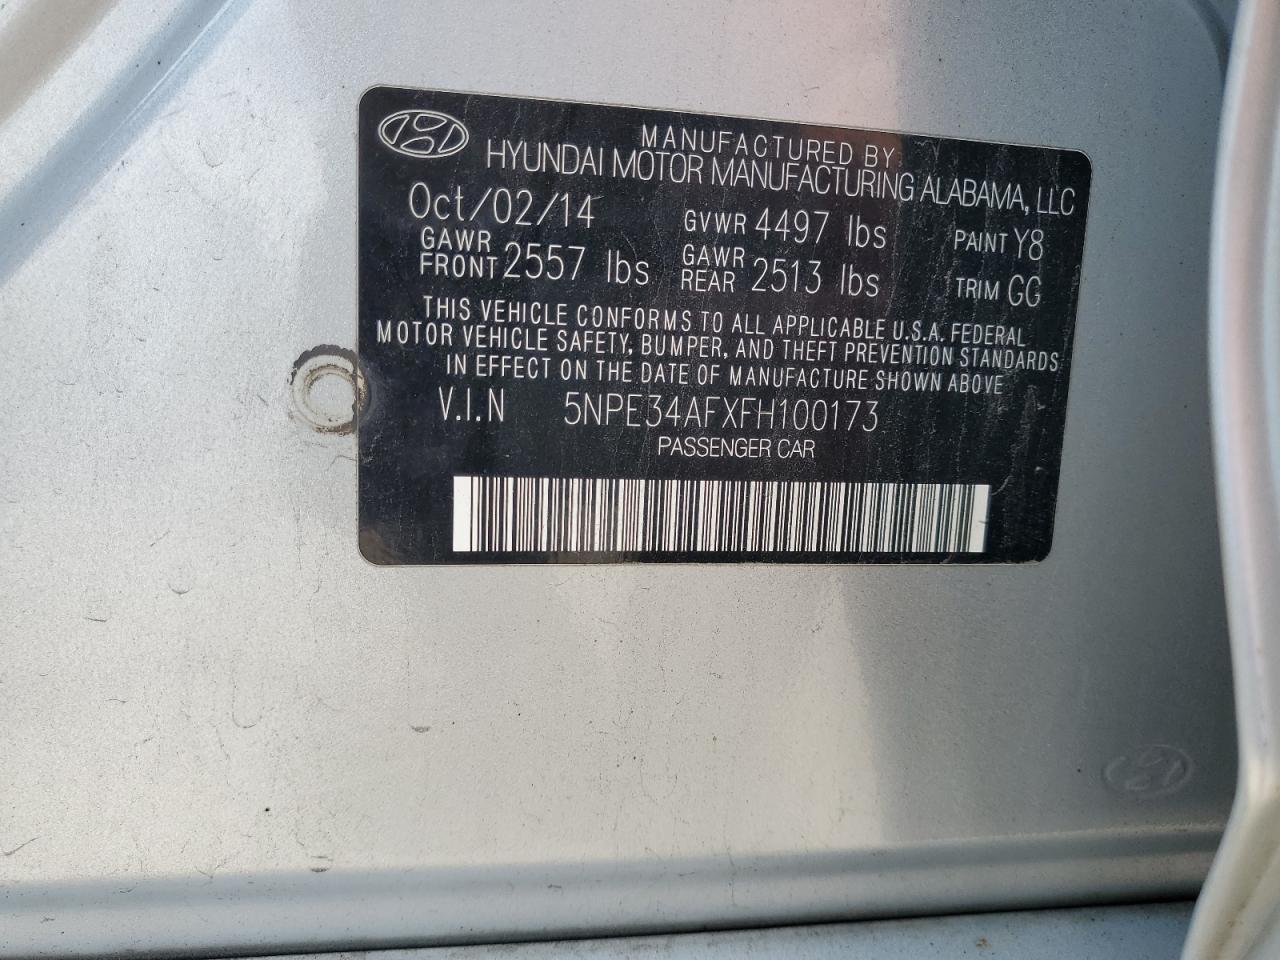 MANUFACTURED BY
HYUNDAI MOTOR MANUFACTURING ALABAMA, LLC
Oct/02/14 GVWR 4497 lbs PAINT Y8
GAWR FRONT 2557 lbs GAWR REAR 2513 lbs TRIM GG
THIS VEHICLE CONFORMS TO ALL APPLICABLE U.S.A. FEDERAL
MOTOR VEHICLE SAFETY, BUMPER, AND THEFT PREVENTION STANDARDS
IN EFFECT ON THE DATE OF MANUFACTURE SHOWN ABOVE
V.I.N 5NPE34AFXFH100173
PASSENGER CAR